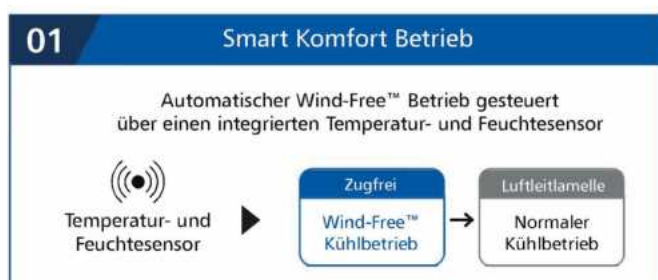 01
Smart Komfort Betrieb
Automatischer Wind-Free™ Betrieb gesteuert
über einen integrierten Temperatur- und Feuchtesensor
Temperatur- und
Feuchtesensor
Zugfrei
Wind-Free™
Kühlbetrieb
Luftleitlamelle
Normaler
Kühlbetrieb